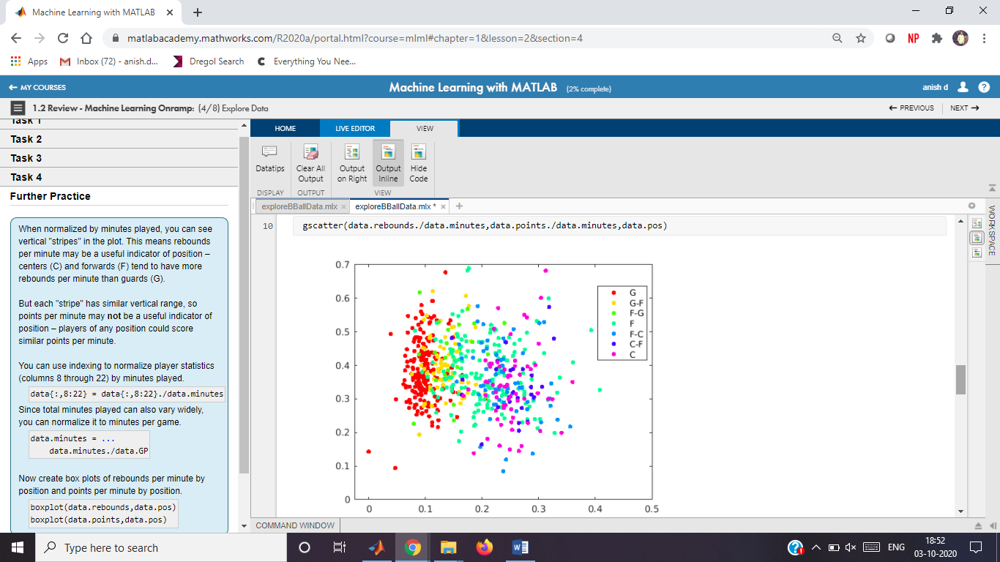 Machine Learning with MATLAB
matlabacademy.mathworks.com/R2020a/portal.html?course=mlml#chapter=1&lesson=2&section=4
NP
Apps
Inbox (72) - anish.d...
Dregol Search
Everything You Nee...
MY COURSES
Machine Learning with MATLAB (2% complete)
anish d
1.2 Review - Machine Learning Onramp: (4/8) Explore Data
PREVIOUS
NEXT
Task 1
Task 2
Task 3
Task 4
Further Practice
When normalized by minutes played, you can see
vertical "stripes" in the plot. This means rebounds
per minute may be a useful indicator of position –
centers (C) and forwards (F) tend to have more
rebounds per minute than guards (G).
But each "stripe" has similar vertical range, so
points per minute may not be a useful indicator of
position – players of any position could score
similar points per minute.
You can use indexing to normalize player statistics
(columns 8 through 22) by minutes played.
data{:,8:22} = data{:,8:22}./data.minutes
Since total minutes played can also vary widely,
you can normalize it to minutes per game.
data.minutes = ...
data.minutes./data.GP
Now create box plots of rebounds per minute by
position and points per minute by position.
boxplot(data.rebounds,data.pos)
boxplot(data.points,data.pos)
HOME
LIVE EDITOR
VIEW
Datatips
Clear All
Output
Output
on Right
Output
Inline
Hide
Code
DISPLAY
OUTPUT
VIEW
exploreBBallData.mlx
exploreBBallData.mlx *
10
gscatter(data.rebounds./data.minutes,data.points./data.minutes,data.pos)
0.7
0.6
0.5
0.4
0.3
0.2
0.1
0
0
0.1
0.2
0.3
0.4
0.5
G
G-F
F-G
F
F-C
C-F
C
WORKSPACE
COMMAND WINDOW
Type here to search
ENG
18:52
03-10-2020